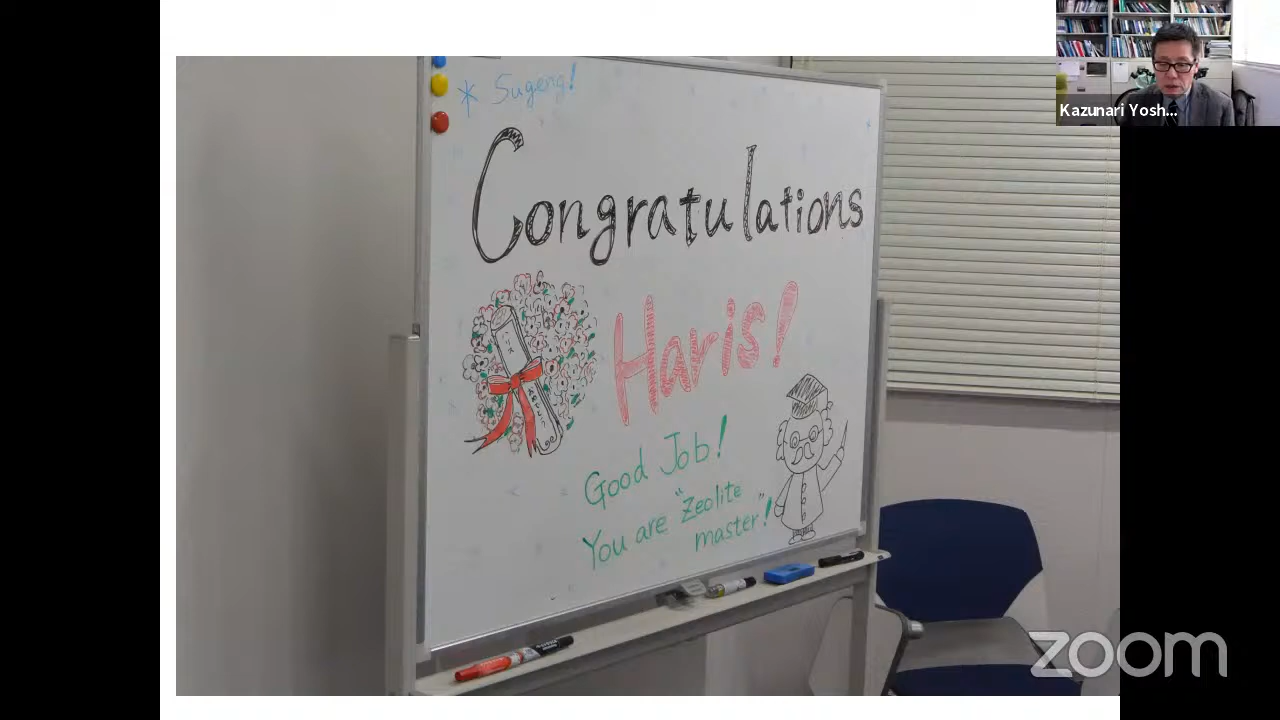 Kazunari Yosh...
* Sugeng!
Congratulations
Haris!
Good Job!
You are "Zeolite
master"!
zoom